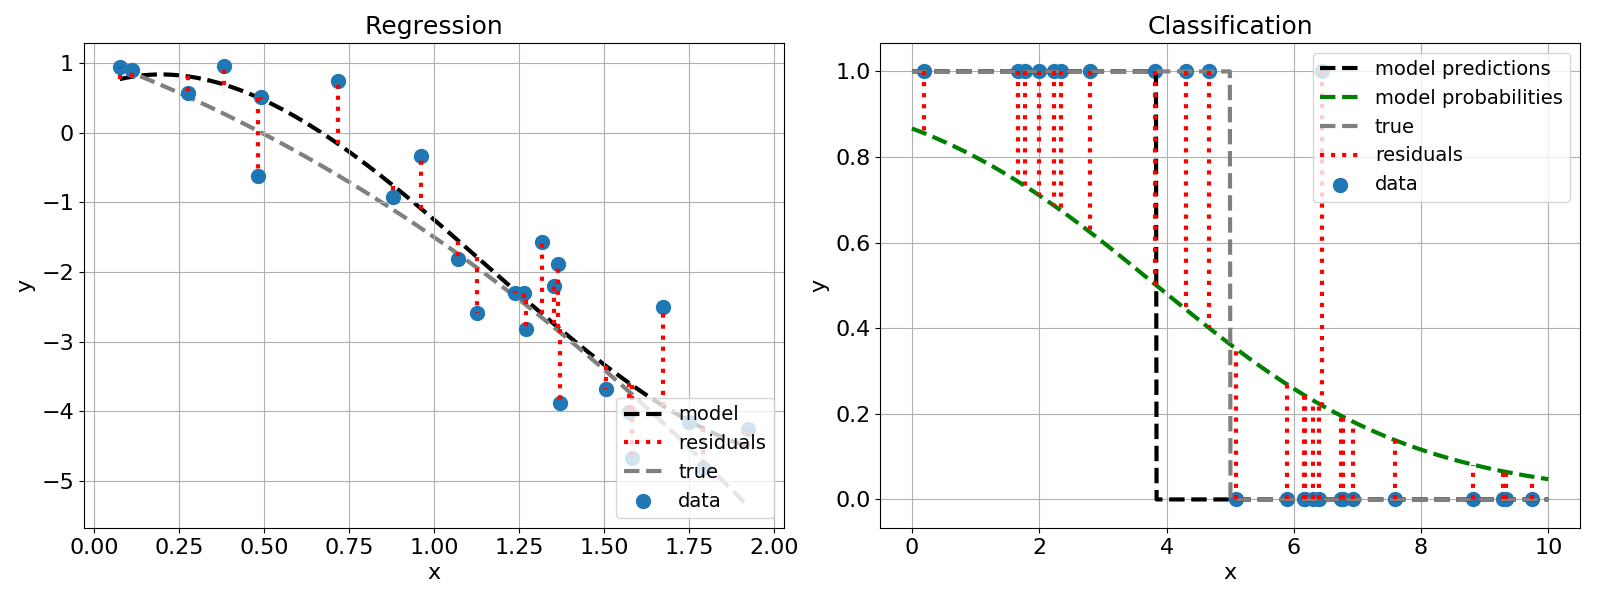 Regression
1
0
−1
−2
−3
−4
−5
y
0.00 0.25 0.50 0.75 1.00 1.25 1.50 1.75 2.00
x
model
residuals
true
data
Classification
1.0
0.8
0.6
0.4
0.2
0.0
y
0 2 4 6 8 10
x
model predictions
model probabilities
true
residuals
data